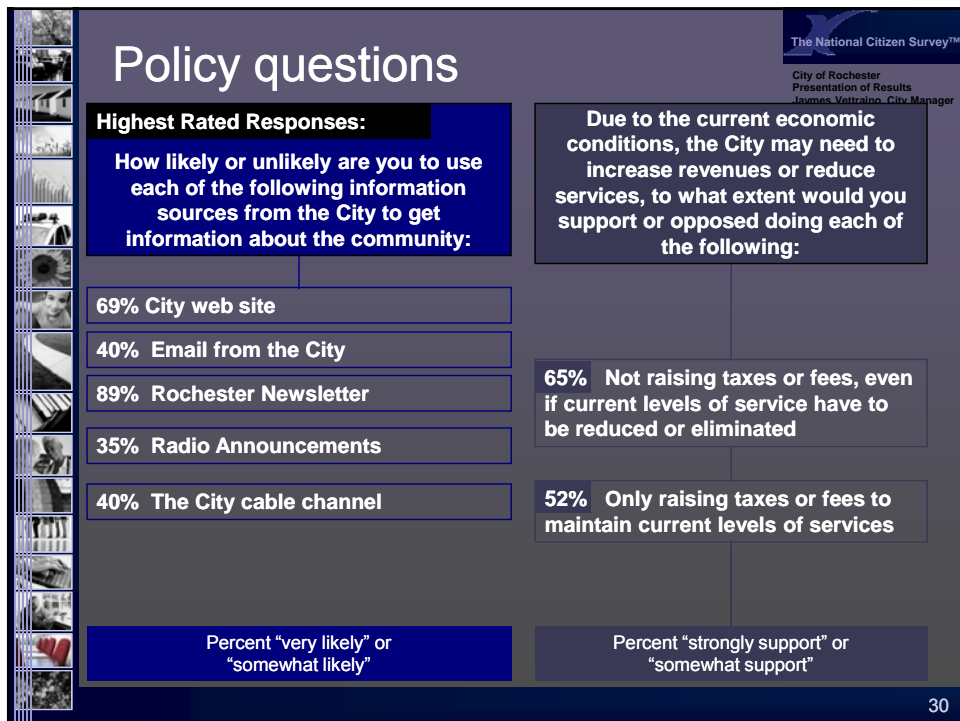 Policy questions
The National Citizen Survey™
City of Rochester
Presentation of Results
Jaymes Vettraino, City Manager
Highest Rated Responses:
How likely or unlikely are you to use
each of the following information
sources from the City to get
information about the community:
69% City web site
40% Email from the City
89% Rochester Newsletter
35% Radio Announcements
40% The City cable channel
Percent “very likely” or
“somewhat likely”
Due to the current economic
conditions, the City may need to
increase revenues or reduce
services, to what extent would you
support or opposed doing each of
the following:
65% Not raising taxes or fees, even
if current levels of service have to
be reduced or eliminated
52% Only raising taxes or fees to
maintain current levels of services
Percent “strongly support” or
“somewhat support”
30